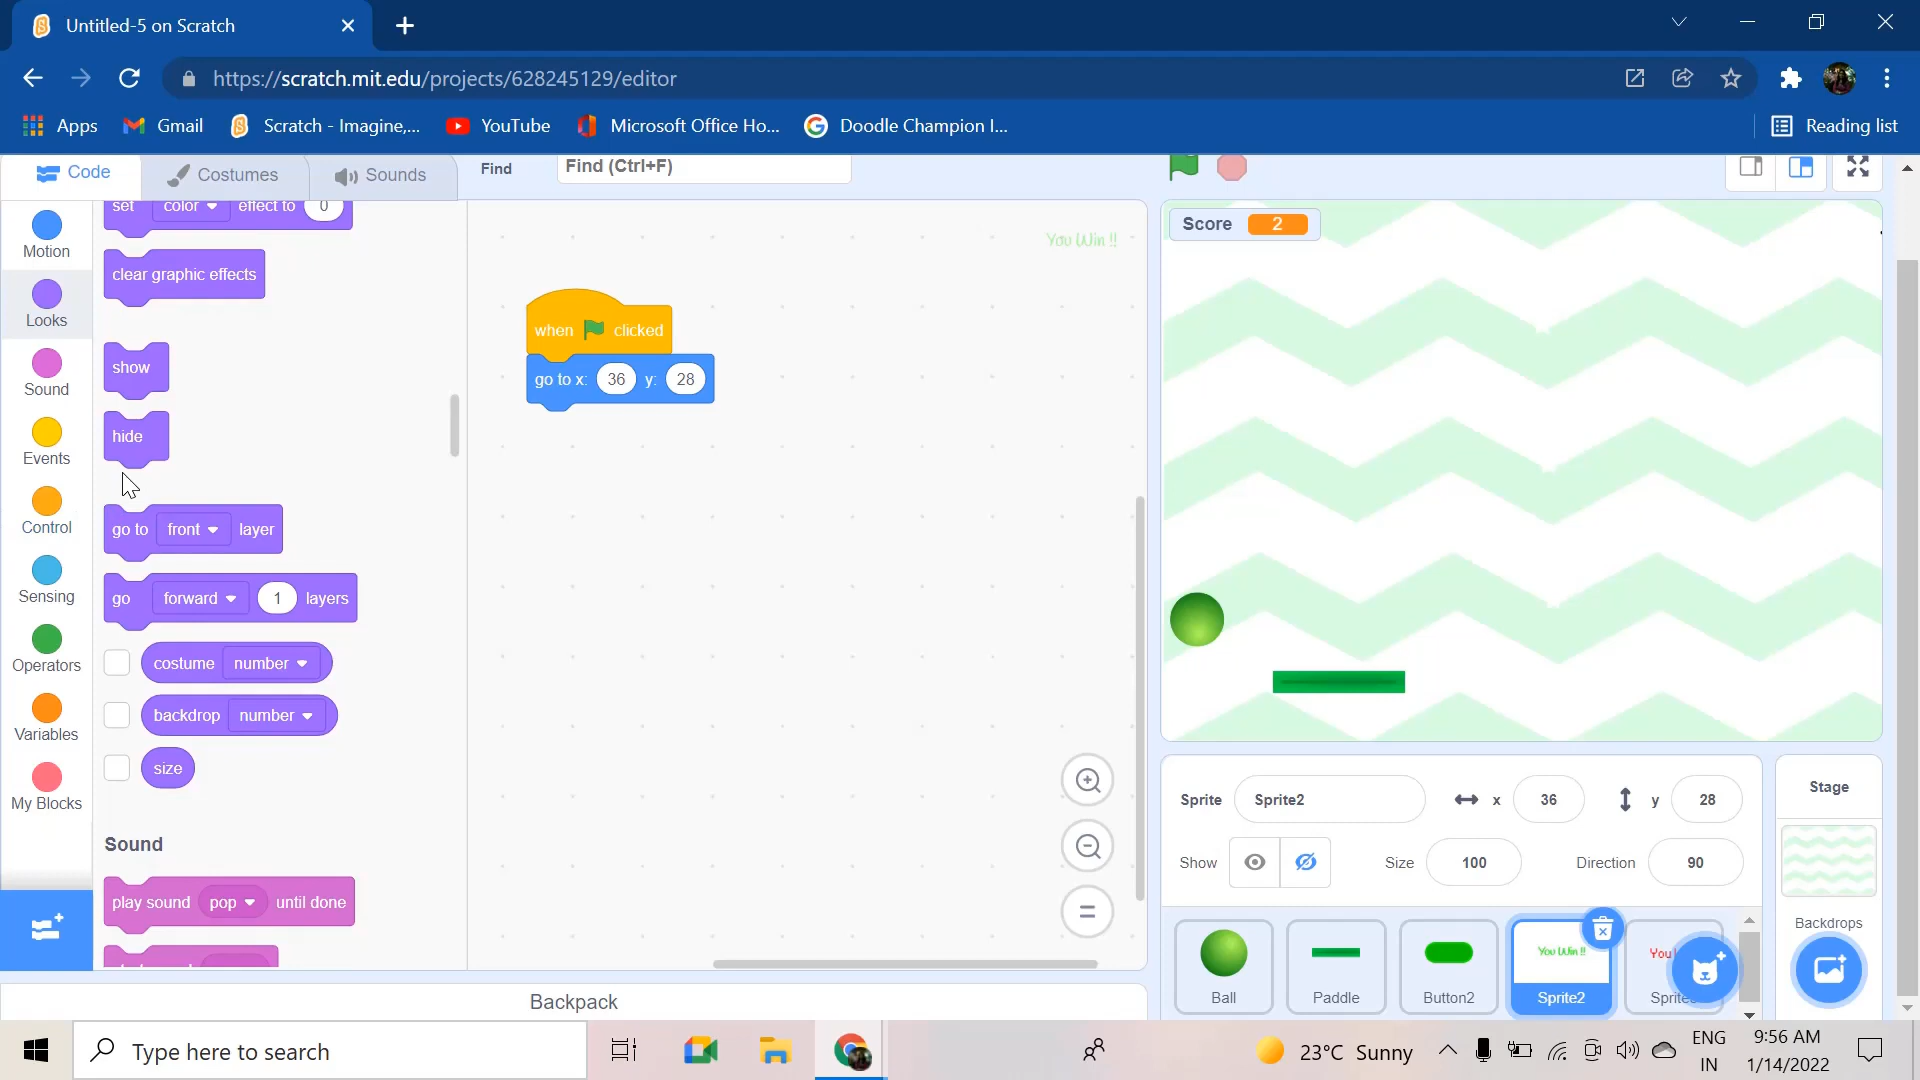 Untitled-5 on Scratch
https://scratch.mit.edu/projects/628245129/editor
Apps Gmail Scratch - Imagine,... YouTube Microsoft Office Ho... Doodle Champion I... Reading list
Code Costumes Sounds Find Find (Ctrl+F)
Motion
Looks
Sound
Events
Control
Sensing
Operators
Variables
My Blocks
set color effect to 0
clear graphic effects
show
hide
go to front layer
go forward 1 layers
costume number
backdrop number
size
Sound
play sound pop until done
You Win !!
when clicked
go to x: 36 y: 28
Backpack
Score 2
Sprite Sprite2 x 36 y 28
Show Size 100 Direction 90
Ball
Paddle
Button2
You Win !!
Sprite2
You
Sprite
Stage
Backdrops
Type here to search
23°C Sunny
ENG
IN
9:56 AM
1/14/2022